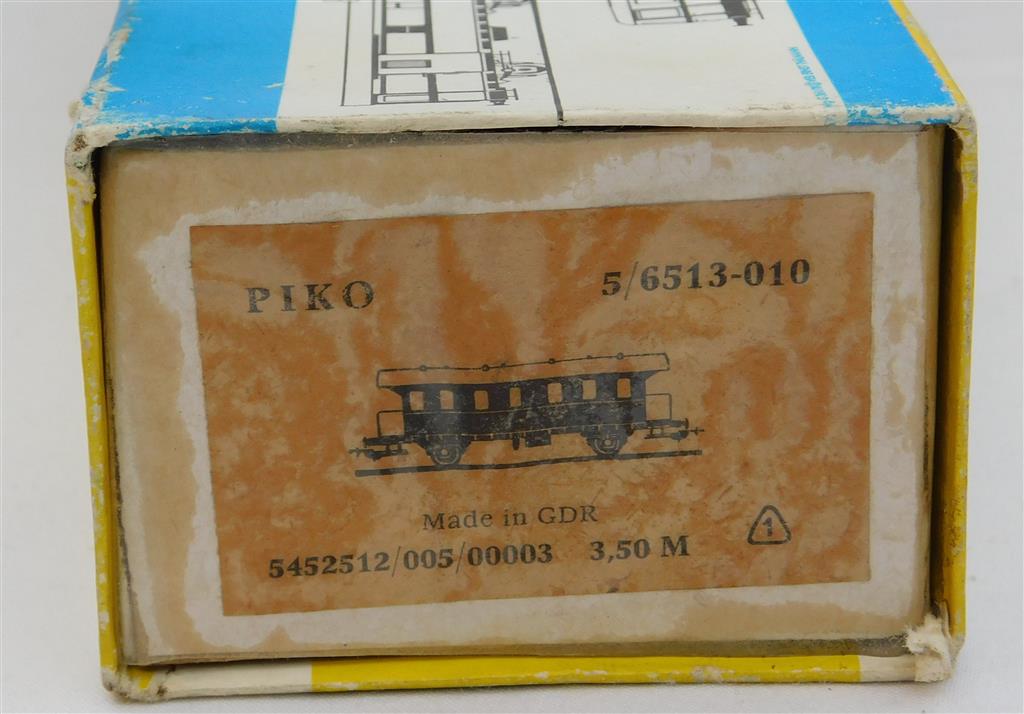 PIKO 5/6513-010
Made in GDR
1
5452512/005/00003 3,50 M